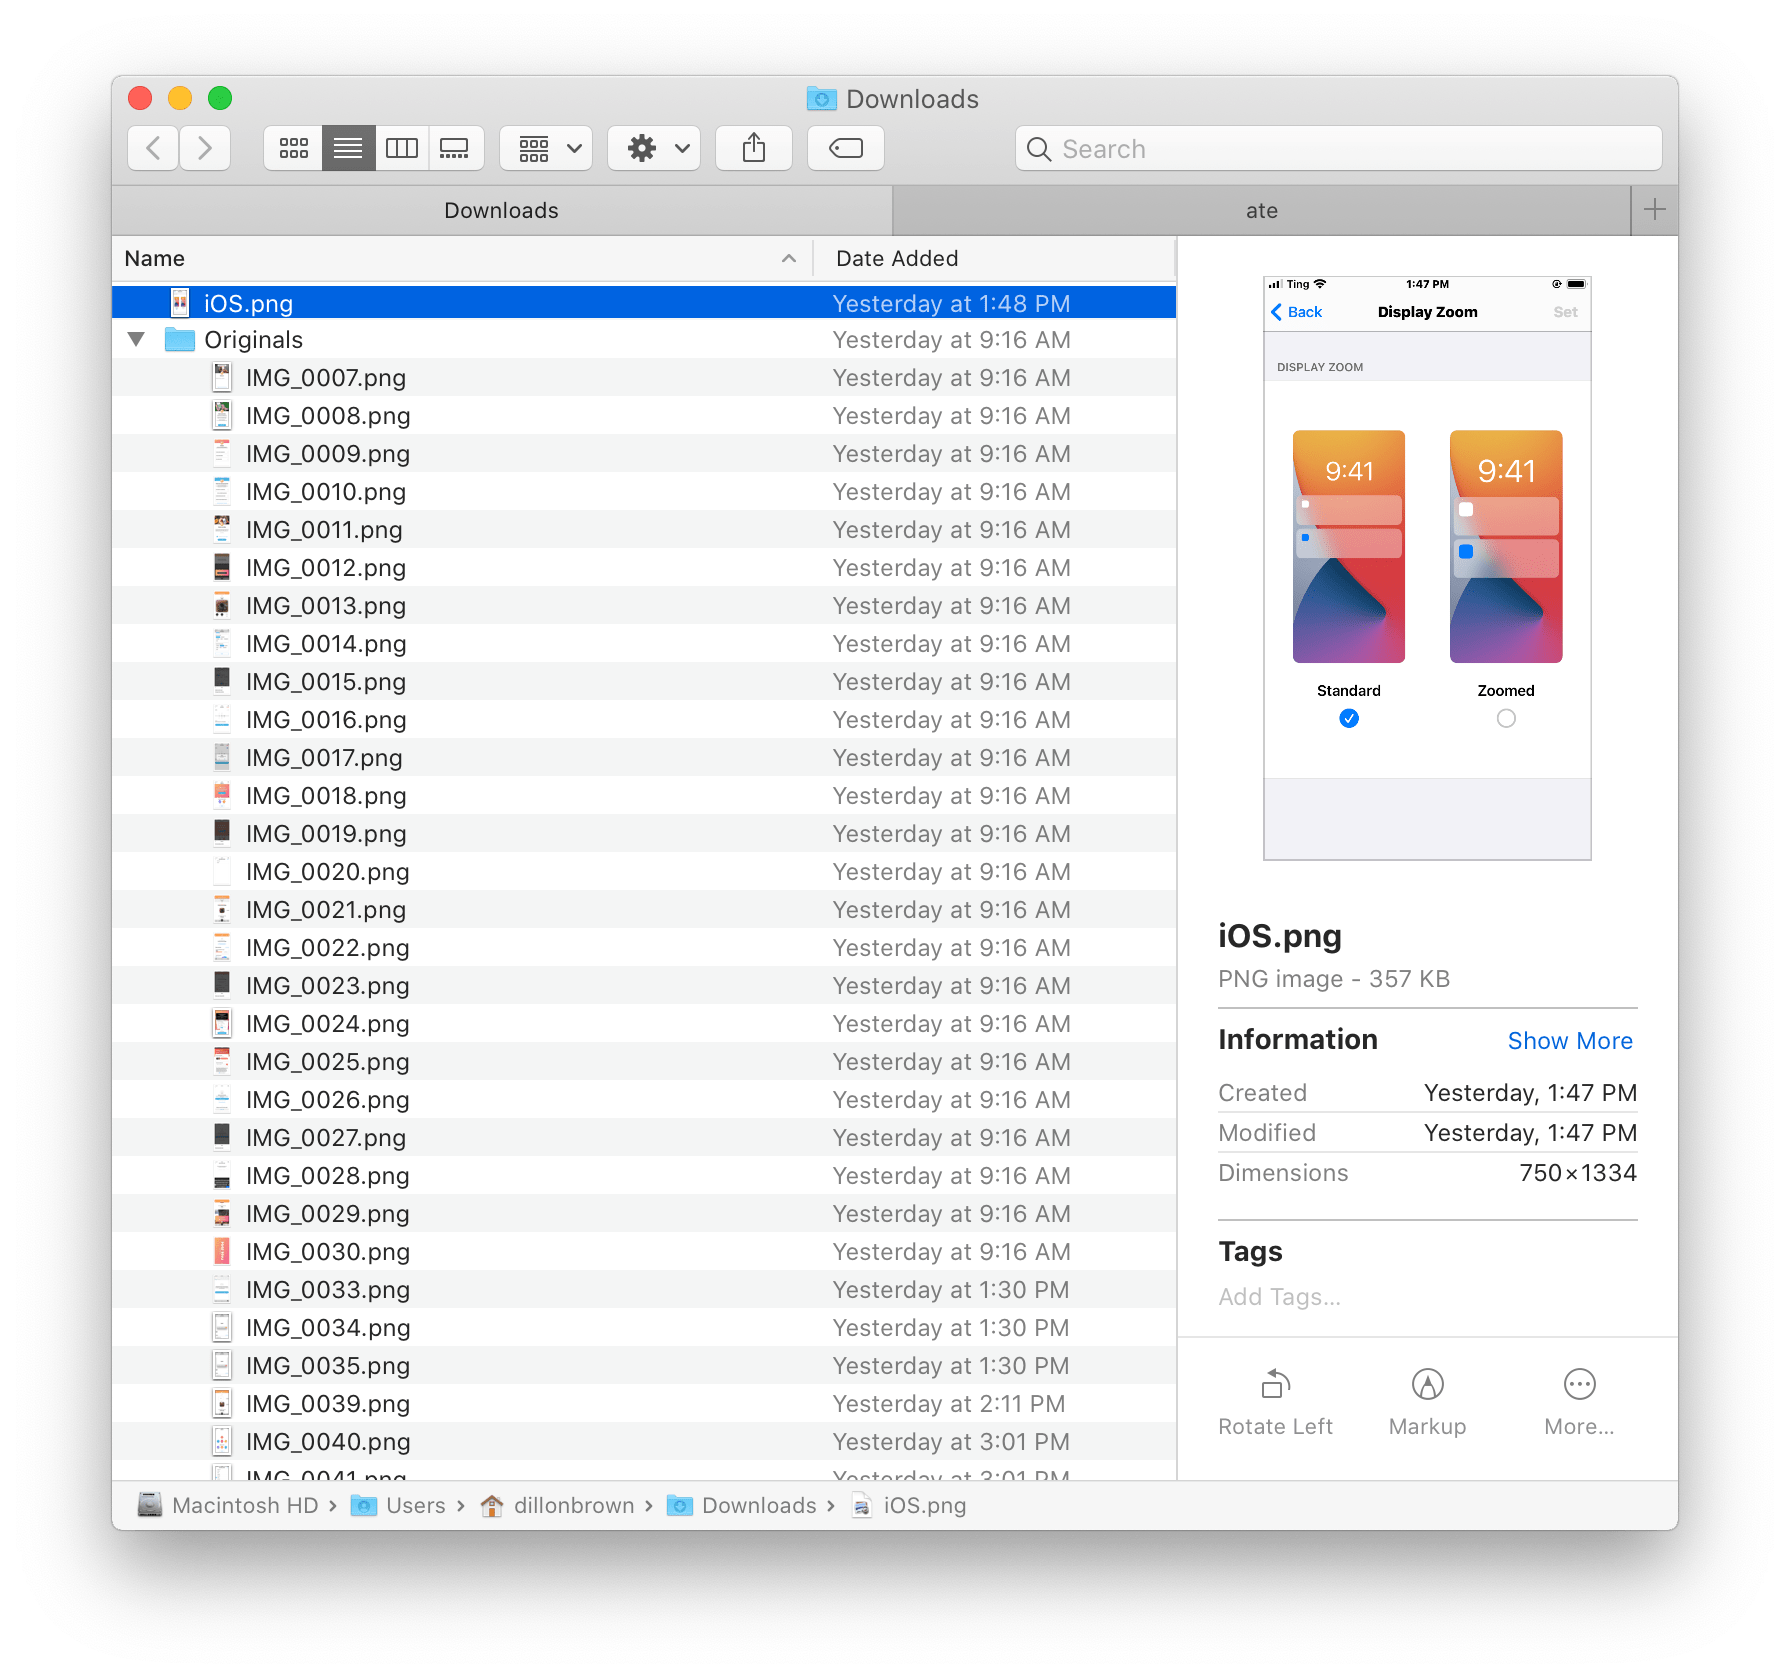 Downloads
Search
Downloads
ate
Name
Date Added
iOS.png Yesterday at 1:48 PM
Originals Yesterday at 9:16 AM
IMG_0007.png Yesterday at 9:16 AM
IMG_0008.png Yesterday at 9:16 AM
IMG_0009.png Yesterday at 9:16 AM
IMG_0010.png Yesterday at 9:16 AM
IMG_0011.png Yesterday at 9:16 AM
IMG_0012.png Yesterday at 9:16 AM
IMG_0013.png Yesterday at 9:16 AM
IMG_0014.png Yesterday at 9:16 AM
IMG_0015.png Yesterday at 9:16 AM
IMG_0016.png Yesterday at 9:16 AM
IMG_0017.png Yesterday at 9:16 AM
IMG_0018.png Yesterday at 9:16 AM
IMG_0019.png Yesterday at 9:16 AM
IMG_0020.png Yesterday at 9:16 AM
IMG_0021.png Yesterday at 9:16 AM
IMG_0022.png Yesterday at 9:16 AM
IMG_0023.png Yesterday at 9:16 AM
IMG_0024.png Yesterday at 9:16 AM
IMG_0025.png Yesterday at 9:16 AM
IMG_0026.png Yesterday at 9:16 AM
IMG_0027.png Yesterday at 9:16 AM
IMG_0028.png Yesterday at 9:16 AM
IMG_0029.png Yesterday at 9:16 AM
IMG_0030.png Yesterday at 9:16 AM
IMG_0033.png Yesterday at 1:30 PM
IMG_0034.png Yesterday at 1:30 PM
IMG_0035.png Yesterday at 1:30 PM
IMG_0039.png Yesterday at 2:11 PM
IMG_0040.png Yesterday at 3:01 PM
IMG_0041.png Yesterday at 3:01 PM
Ting 1:47 PM
Back Display Zoom Set
DISPLAY ZOOM
9:41 9:41
Standard Zoomed
iOS.png
PNG image - 357 KB
Information Show More
Created Yesterday, 1:47 PM
Modified Yesterday, 1:47 PM
Dimensions 750×1334
Tags
Add Tags...
Rotate Left Markup More...
Macintosh HD › Users › dillonbrown › Downloads › iOS.png